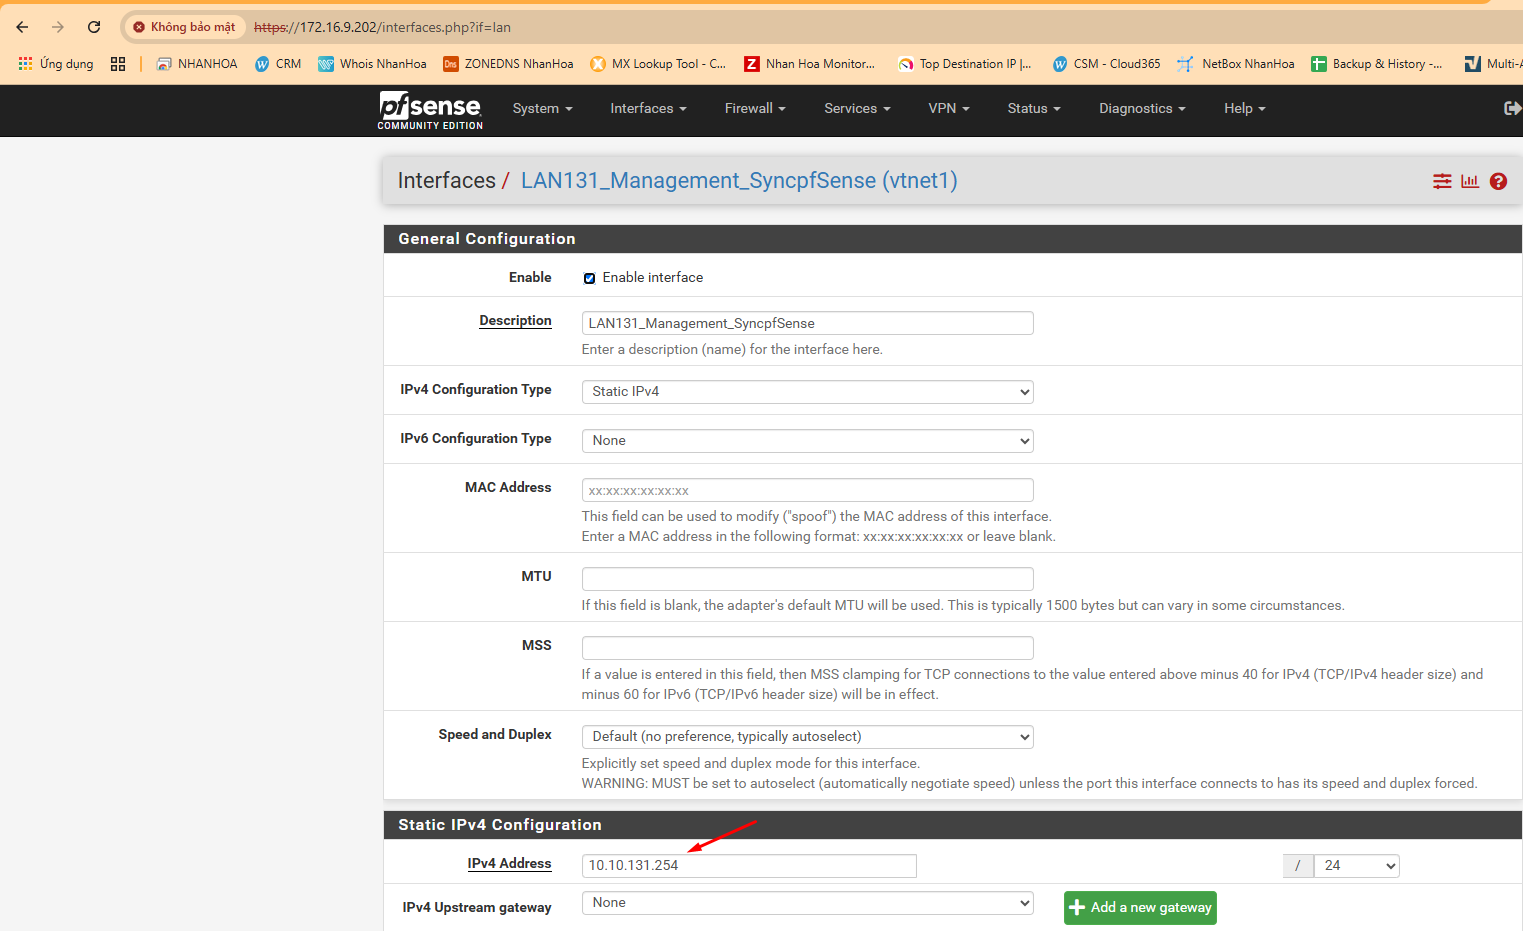 Không bảo mật https://172.16.9.202/interfaces.php?if=lan
Ứng dụng NHANHOA CRM Whois NhanHoa Dns ZONEDNS NhanHoa MX Lookup Tool - C... Z Nhan Hoa Monitor... Top Destination IP |... CSM - Cloud365 NetBox NhanHoa Backup & History -... Multi-A
pfsense COMMUNITY EDITION
System Interfaces Firewall Services VPN Status Diagnostics Help
Interfaces / LAN131_Management_SyncpfSense (vtnet1)
General Configuration
Enable Enable interface
Description LAN131_Management_SyncpfSense
Enter a description (name) for the interface here.
IPv4 Configuration Type Static IPv4
IPv6 Configuration Type None
MAC Address xx:xx:xx:xx:xx:xx
This field can be used to modify ("spoof") the MAC address of this interface.
Enter a MAC address in the following format: xx:xx:xx:xx:xx:xx or leave blank.
MTU
If this field is blank, the adapter's default MTU will be used. This is typically 1500 bytes but can vary in some circumstances.
MSS
If a value is entered in this field, then MSS clamping for TCP connections to the value entered above minus 40 for IPv4 (TCP/IPv4 header size) and
minus 60 for IPv6 (TCP/IPv6 header size) will be in effect.
Speed and Duplex Default (no preference, typically autoselect)
Explicitly set speed and duplex mode for this interface.
WARNING: MUST be set to autoselect (automatically negotiate speed) unless the port this interface connects to has its speed and duplex forced.
Static IPv4 Configuration
IPv4 Address 10.10.131.254 / 24
IPv4 Upstream gateway None Add a new gateway